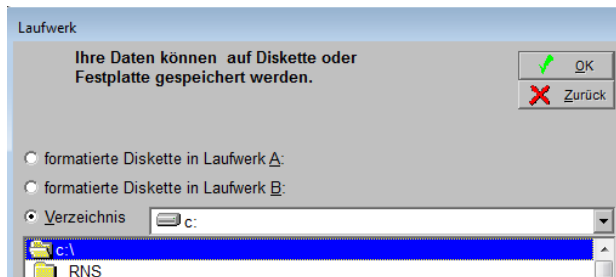 Laufwerk
Ihre Daten können auf Diskette oder
Festplatte gespeichert werden.
OK
Zurück
formatierte Diskette in Laufwerk A:
formatierte Diskette in Laufwerk B:
Verzeichnis
c:
c:\
RNS